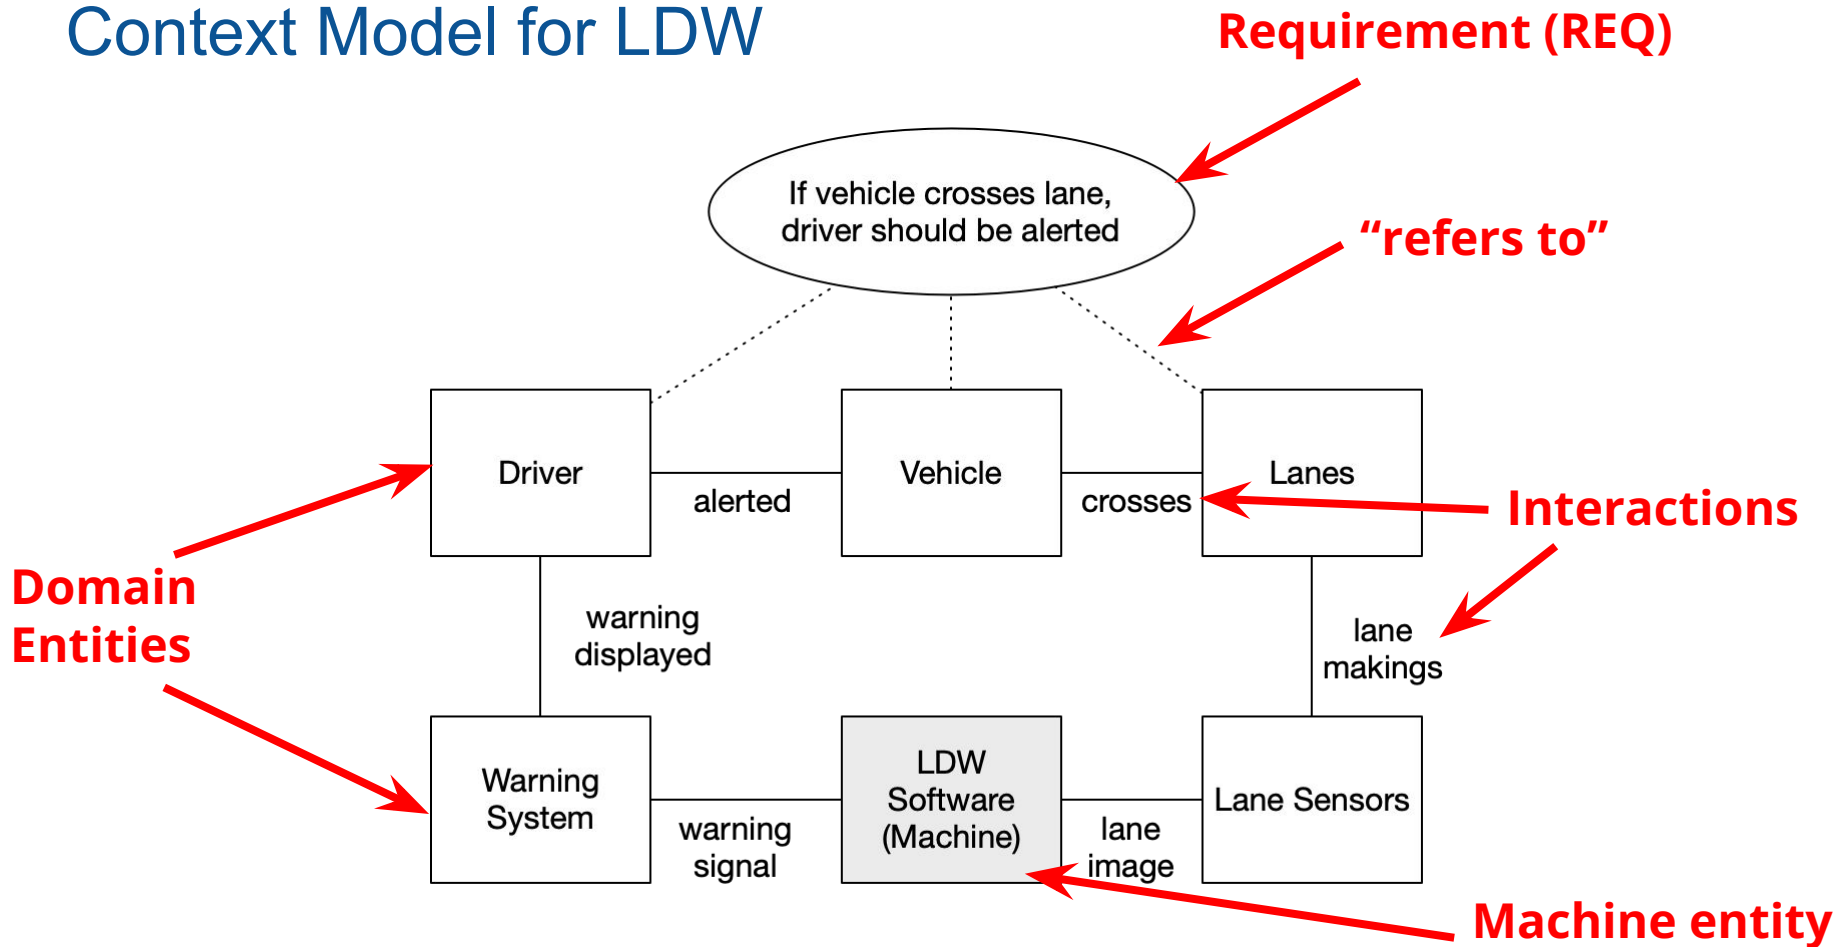 Context Model for LDW
Requirement (REQ)
If vehicle crosses lane,
driver should be alerted
“refers to”
Driver
alerted
Vehicle
crosses
Lanes
Interactions
Domain
Entities
warning
displayed
lane
makings
Warning
System
warning
signal
LDW
Software
(Machine)
lane
image
Lane Sensors
Machine entity